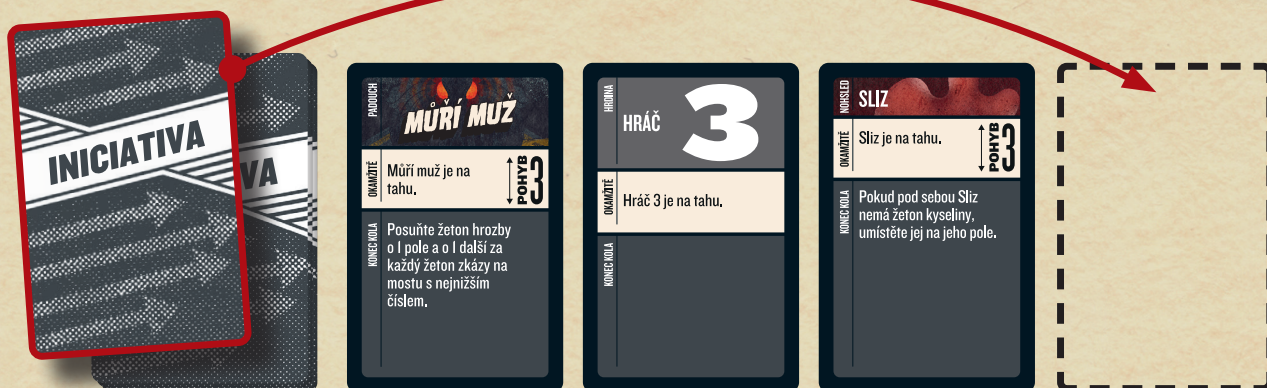 INICIATIVA
VA
PADOUCH
MŮŘÍ MUŽ
OKAMŽITĚ
Můří muž je na
tahu.
POHYB
3
KONEC KOLA
Posuňte žeton hrozby
o 1 pole a o 1 další za
každý žeton zkázy na
mostu s nejnižším
číslem.
HRDINA
HRÁČ
3
OKAMŽITĚ
Hráč 3 je na tahu.
KONEC KOLA
NOHSLED
SLIZ
OKAMŽITĚ
Sliz je na tahu.
POHYB
3
KONEC KOLA
Pokud pod sebou Sliz
nemá žeton kyseliny,
umístěte jej na jeho pole.